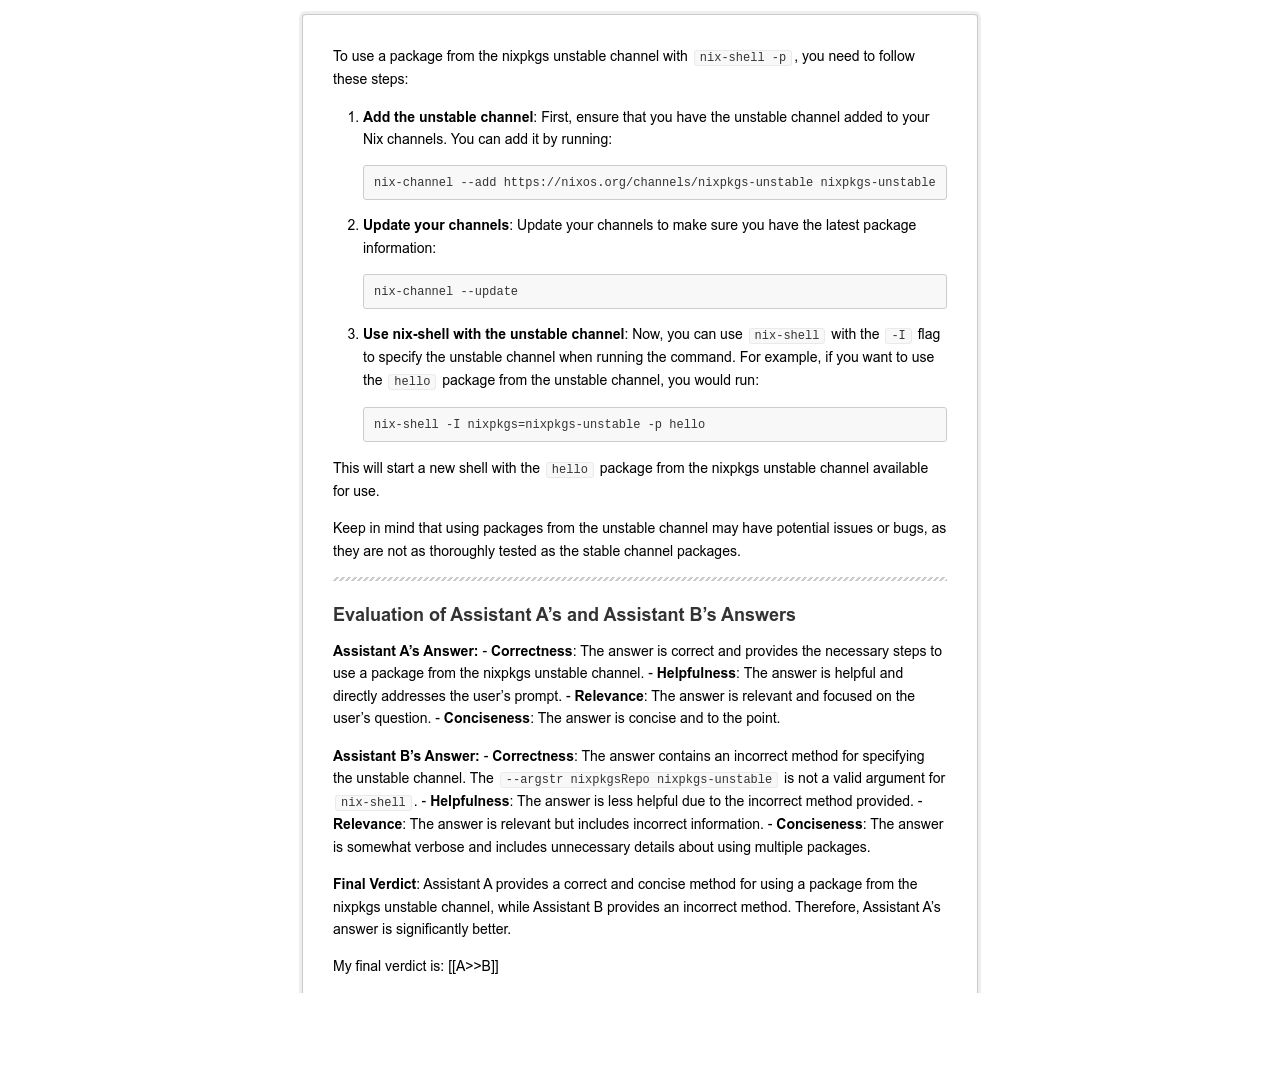 To use a package from the nixpkgs unstable channel with nix-shell -p , you need to follow
these steps:
1. Add the unstable channel: First, ensure that you have the unstable channel added to your
Nix channels. You can add it by running:
nix-channel --add https://nixos.org/channels/nixpkgs-unstable nixpkgs-unstable
2. Update your channels: Update your channels to make sure you have the latest package
information:
nix-channel --update
3. Use nix-shell with the unstable channel: Now, you can use nix-shell with the -I flag
to specify the unstable channel when running the command. For example, if you want to use
the hello package from the unstable channel, you would run:
nix-shell -I nixpkgs=nixpkgs-unstable -p hello
This will start a new shell with the hello package from the nixpkgs unstable channel available
for use.
Keep in mind that using packages from the unstable channel may have potential issues or bugs, as
they are not as thoroughly tested as the stable channel packages.
Evaluation of Assistant A’s and Assistant B’s Answers
Assistant A’s Answer: - Correctness: The answer is correct and provides the necessary steps to
use a package from the nixpkgs unstable channel. - Helpfulness: The answer is helpful and
directly addresses the user’s prompt. - Relevance: The answer is relevant and focused on the
user’s question. - Conciseness: The answer is concise and to the point.
Assistant B’s Answer: - Correctness: The answer contains an incorrect method for specifying
the unstable channel. The --argstr nixpkgsRepo nixpkgs-unstable is not a valid argument for
nix-shell . - Helpfulness: The answer is less helpful due to the incorrect method provided. -
Relevance: The answer is relevant but includes incorrect information. - Conciseness: The answer
is somewhat verbose and includes unnecessary details about using multiple packages.
Final Verdict: Assistant A provides a correct and concise method for using a package from the
nixpkgs unstable channel, while Assistant B provides an incorrect method. Therefore, Assistant A’s
answer is significantly better.
My final verdict is: [[A>>B]]